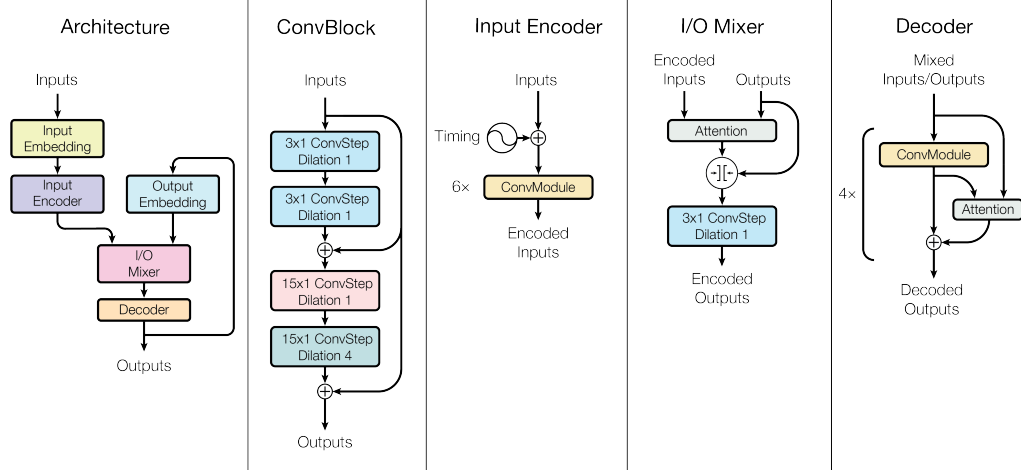 Architecture
Inputs
Input
Embedding
Input
Encoder
Output
Embedding
I/O
Mixer
Decoder
Outputs
ConvBlock
Inputs
3x1 ConvStep
Dilation 1
3x1 ConvStep
Dilation 1
15x1 ConvStep
Dilation 1
15x1 ConvStep
Dilation 4
Outputs
Input Encoder
Inputs
Timing
6×
ConvModule
Encoded
Inputs
I/O Mixer
Encoded
Inputs
Outputs
Attention
3x1 ConvStep
Dilation 1
Encoded
Outputs
Decoder
Mixed
Inputs/Outputs
ConvModule
4×
Attention
Decoded
Outputs